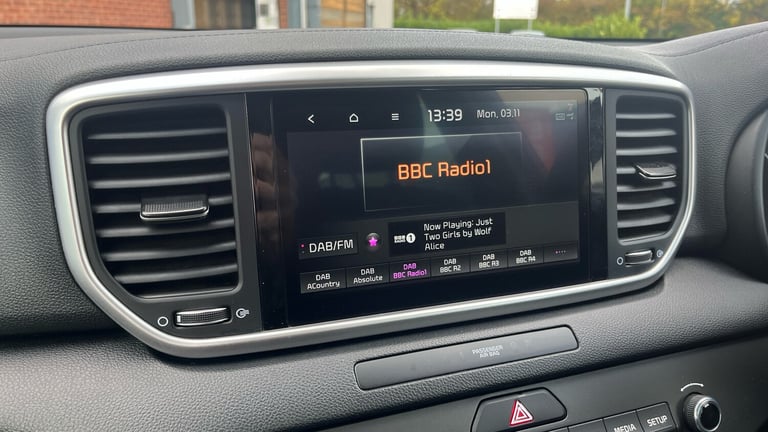 13:39 Mon, 03.11
BBC Radio1
DAB/FM
BBC 1
Now Playing: Just
Two Girls by Wolf
Alice
DAB
ACountry
DAB
Absolute
DAB
BBC Radio1
DAB
BBC R2
DAB
BBC R3
DAB
BBC R4
PASSENGER
AIR BAG
MEDIA
SETUP